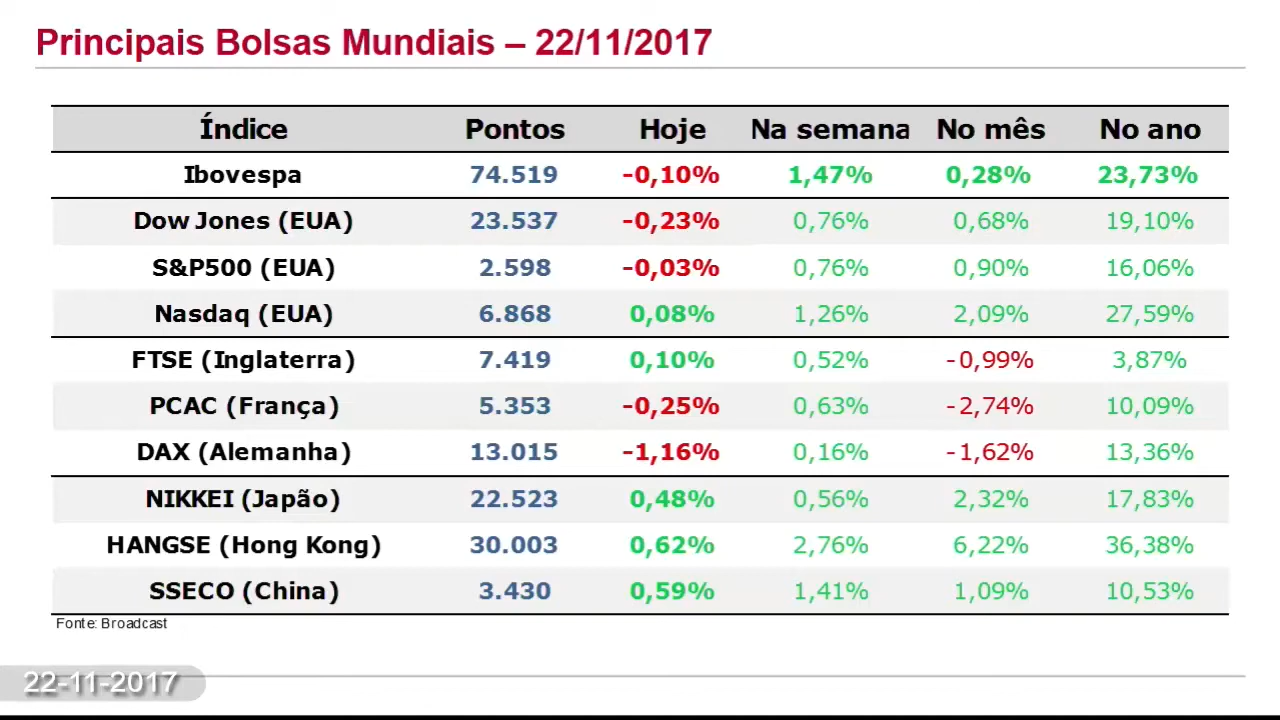 Principais Bolsas Mundiais – 22/11/2017
Índice Pontos Hoje Na semana No mês No ano
Ibovespa 74.519 -0,10% 1,47% 0,28% 23,73%
Dow Jones (EUA) 23.537 -0,23% 0,76% 0,68% 19,10%
S&P500 (EUA) 2.598 -0,03% 0,76% 0,90% 16,06%
Nasdaq (EUA) 6.868 0,08% 1,26% 2,09% 27,59%
FTSE (Inglaterra) 7.419 0,10% 0,52% -0,99% 3,87%
PCAC (França) 5.353 -0,25% 0,63% -2,74% 10,09%
DAX (Alemanha) 13.015 -1,16% 0,16% -1,62% 13,36%
NIKKEI (Japão) 22.523 0,48% 0,56% 2,32% 17,83%
HANGSE (Hong Kong) 30.003 0,62% 2,76% 6,22% 36,38%
SSECO (China) 3.430 0,59% 1,41% 1,09% 10,53%
Fonte: Broadcast
22-11-2017